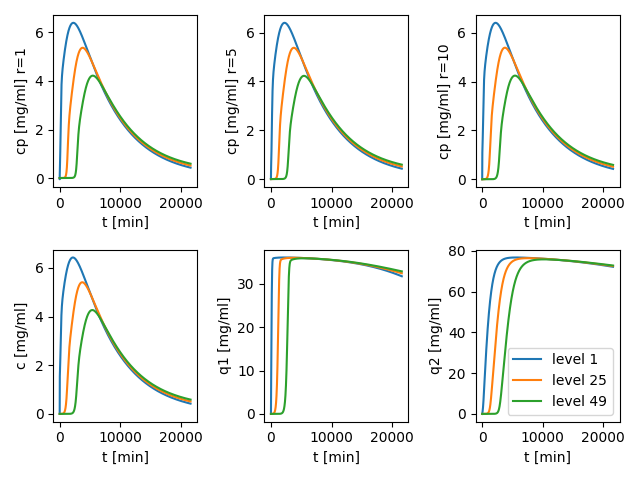 cp [mg/ml] r=1
6
4
2
0
0
10000
20000
t [min]
cp [mg/ml] r=5
6
4
2
0
0
10000
20000
t [min]
cp [mg/ml] r=10
6
4
2
0
0
10000
20000
t [min]
c [mg/ml]
6
4
2
0
0
10000
20000
t [min]
q1 [mg/ml]
30
20
10
0
0
10000
20000
t [min]
q2 [mg/ml]
80
60
40
20
0
0
10000
20000
t [min]
level 1
level 25
level 49